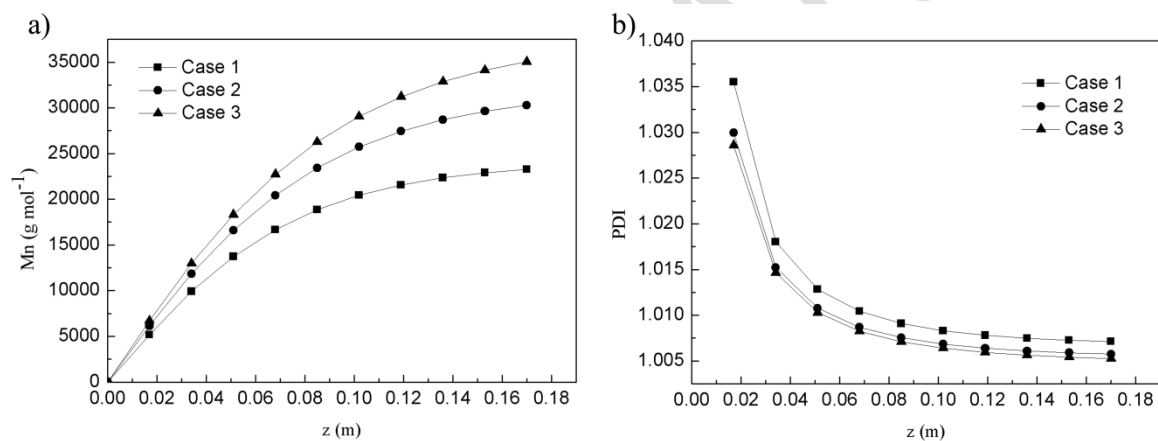 a)
35000
30000
25000
20000
15000
10000
5000
0
Mn (g mol⁻¹)
Case 1
Case 2
Case 3
0.00 0.02 0.04 0.06 0.08 0.10 0.12 0.14 0.16 0.18
z (m)
b)
1.040
1.035
1.030
1.025
1.020
1.015
1.010
1.005
PDI
Case 1
Case 2
Case 3
0.00 0.02 0.04 0.06 0.08 0.10 0.12 0.14 0.16 0.18
z (m)